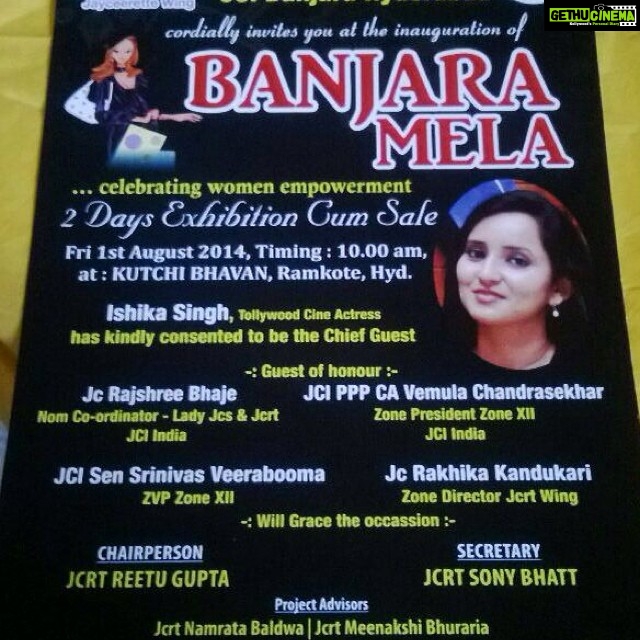 Jayceerette Wing
GETHUCINEMA
cordially invites you at the inauguration of
BANJARA
MELA
... celebrating women empowerment
2 Days Exhibition Cum Sale
Fri 1st August 2014, Timing : 10.00 am,
at : KUTCHI BHAVAN, Ramkote, Hyd.
Ishika Singh, Tollywood Cine Actress
has kindly consented to be the Chief Guest
-: Guest of honour :-
Jc Rajshree Bhaje
Nom Co-ordinator - Lady Jcs & Jcrt
JCI India
JCI PPP CA Vemula Chandrasekhar
Zone President Zone XII
JCI India
JCI Sen Srinivas Veerabooma
ZVP Zone XII
Jc Rakhika Kandukari
Zone Director Jcrt Wing
-: Will Grace the occassion :-
CHAIRPERSON
JCRT REETU GUPTA
SECRETARY
JCRT SONY BHATT
Project Advisors
Jcrt Namrata Baldwa | Jcrt Meenakshi Bhuraria